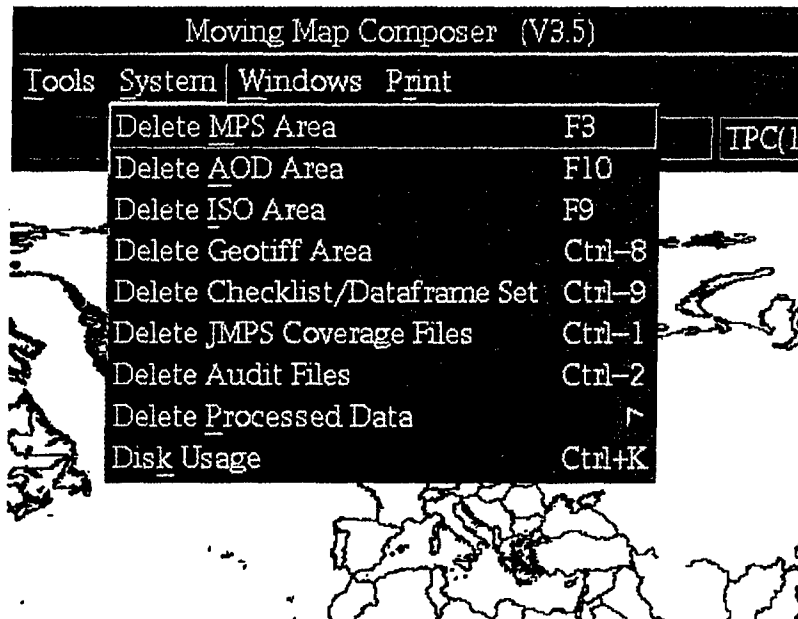 Moving Map Composer (V3.5)
Tools System Windows Print
Delete MPS Area F3
TPC(1
Delete AOD Area F10
Delete ISO Area F9
Delete Geotiff Area Ctrl–8
Delete Checklist/Dataframe Set Ctrl–9
Delete JMPS Coverage Files Ctrl–1
Delete Audit Files Ctrl–2
Delete Processed Data
Disk Usage Ctrl+K